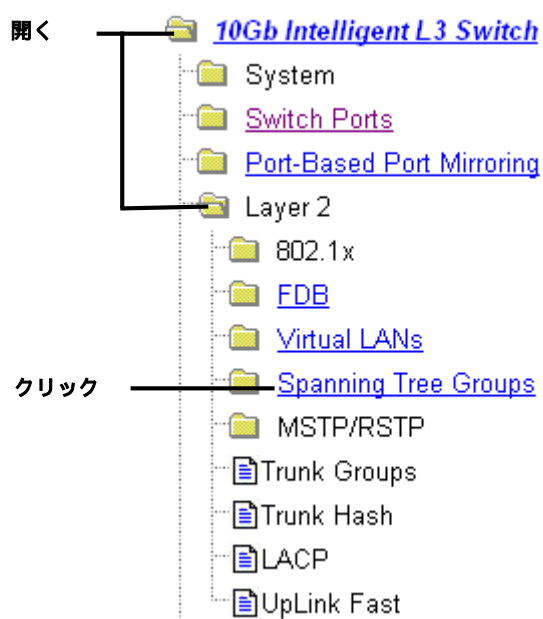 開く
10Gb Intelligent L3 Switch
System
Switch Ports
Port-Based Port Mirroring
Layer 2
802.1x
FDB
Virtual LANs
クリック
Spanning Tree Groups
MSTP/RSTP
Trunk Groups
Trunk Hash
LACP
UpLink Fast